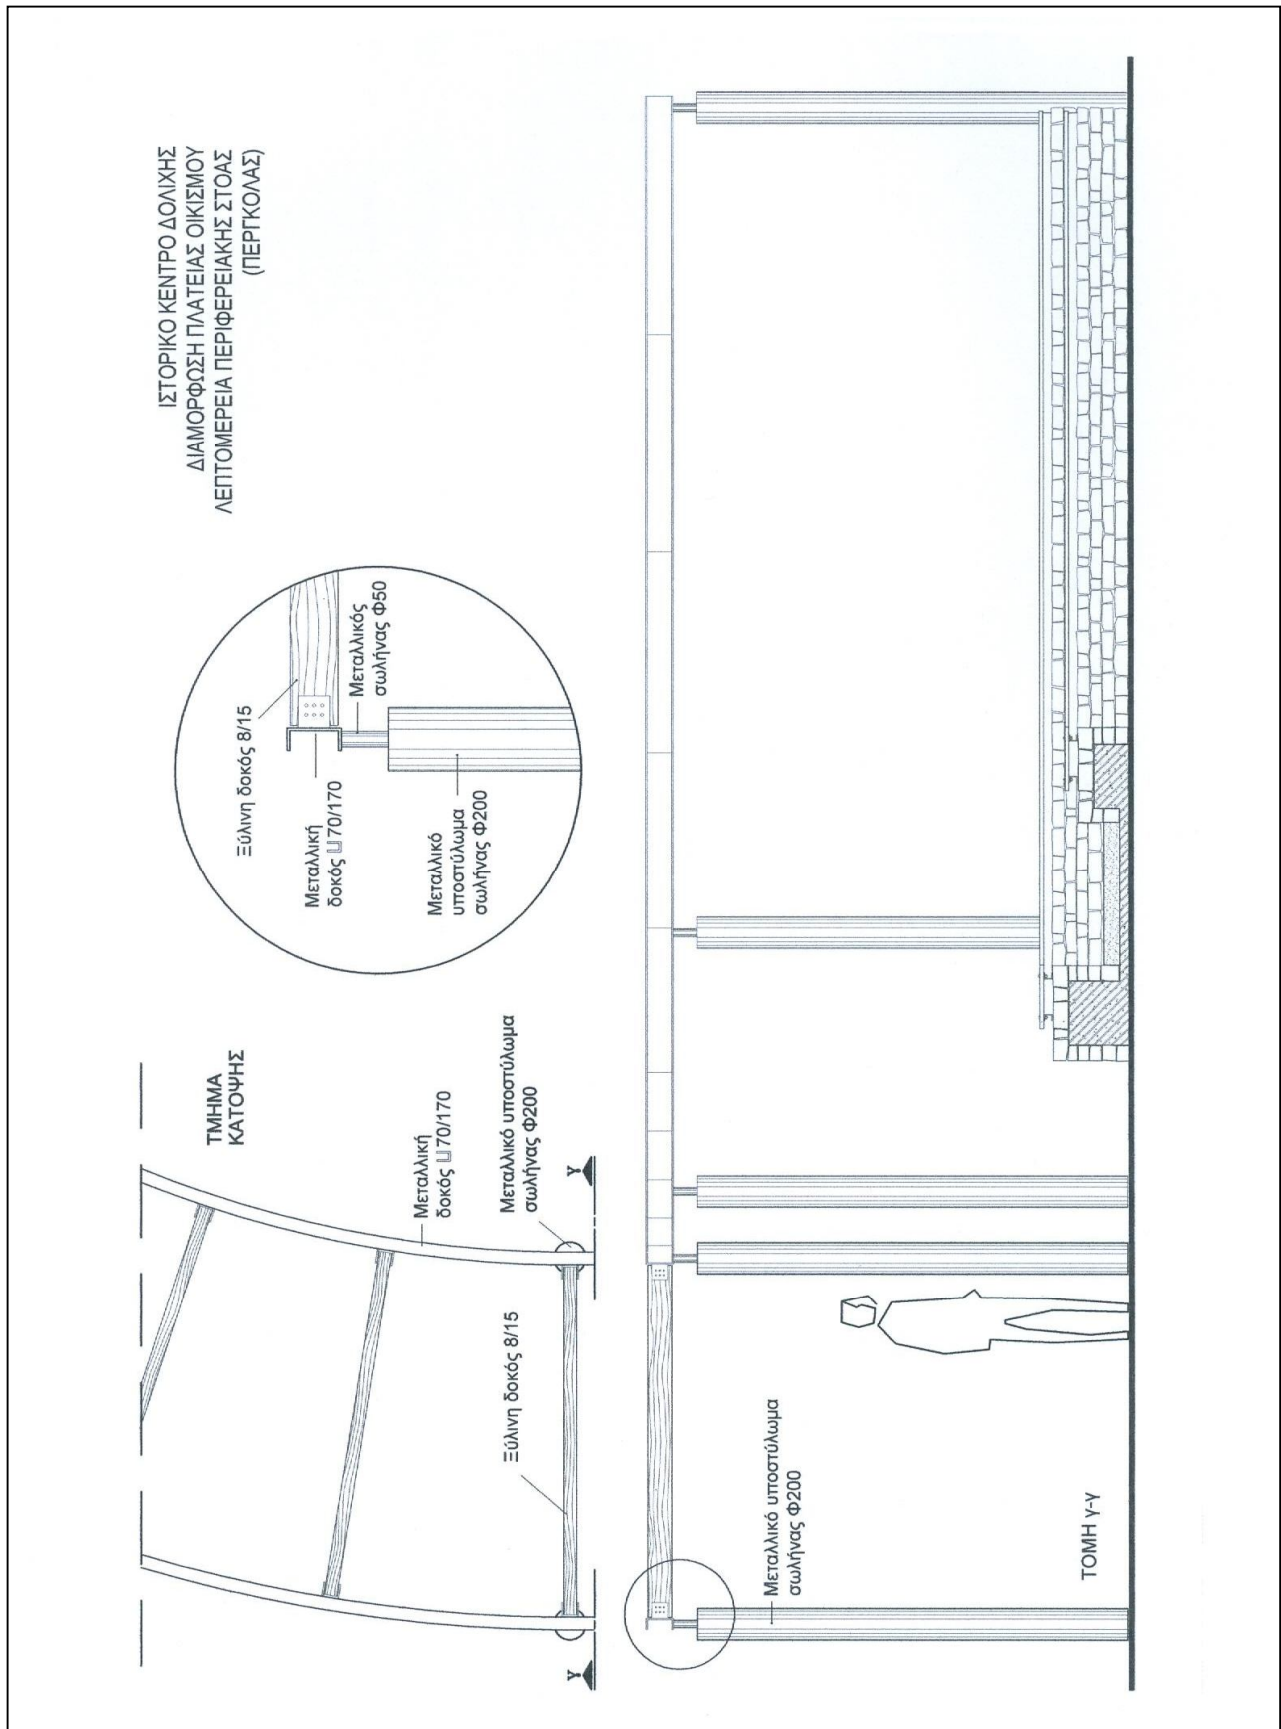 ΙΣΤΟΡΙΚΟ ΚΕΝΤΡΟ ΔΟΛΙΧΗΣ
ΔΙΑΜΟΡΦΩΣΗ ΠΛΑΤΕΙΑΣ ΟΙΚΙΣΜΟΥ
ΛΕΠΤΟΜΕΡΕΙΑ ΠΕΡΙΦΕΡΕΙΑΚΗΣ ΣΤΟΑΣ
(ΠΕΡΓΚΟΛΑΣ)
ΤΜΗΜΑ
ΚΑΤΟΨΗΣ
Μεταλλική
δοκός ⊔ 70/170
Μεταλλικό υποστύλωμα
σωλήνας Φ200
Ξύλινη δοκός 8/15
γ
γ
Ξύλινη δοκός 8/15
Μεταλλική
δοκός ⊔ 70/170
Μεταλλικός
σωλήνας Φ50
Μεταλλικό
υποστύλωμα
σωλήνας Φ200
Μεταλλικό υποστύλωμα
σωλήνας Φ200
ΤΟΜΗ γ-γ